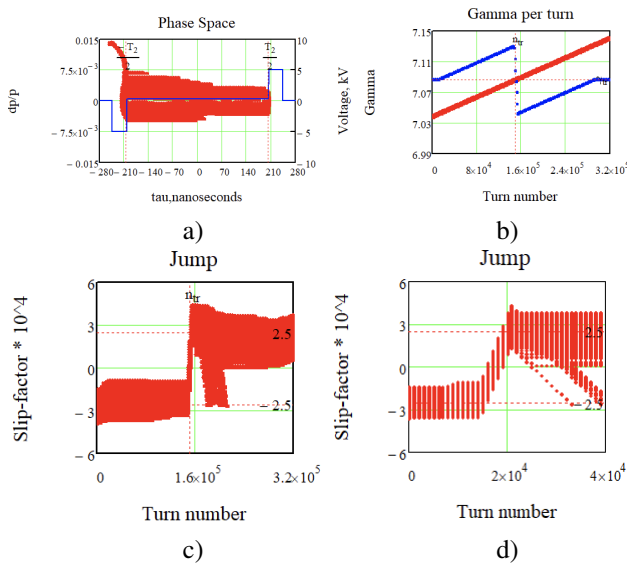 Phase Space
0.015
7.5×10⁻³
0
−7.5×10⁻³
−0.015
dp/p
T
2
T
2
10
5
0
−5
−10
Voltage, kV
−280 −210 −140 −70 0 70 140 210 280
tau,nanoseconds
a)
Gamma per turn
7.15
7.11
7.07
7.03
6.99
Gamma
n_tr
0 8×10⁴ 1.6×10⁵ 2.4×10⁵ 3.2×10⁵
Turn number
b)
Jump
6
3
0
−3
−6
Slip-factor * 10^4
n_tr
2.5
−2.5
0 1.6×10⁵ 3.2×10⁵
Turn number
c)
Jump
6
3
0
−3
−6
Slip-factor * 10^4
2.5
−2.5
0 2×10⁴ 4×10⁴
Turn number
d)